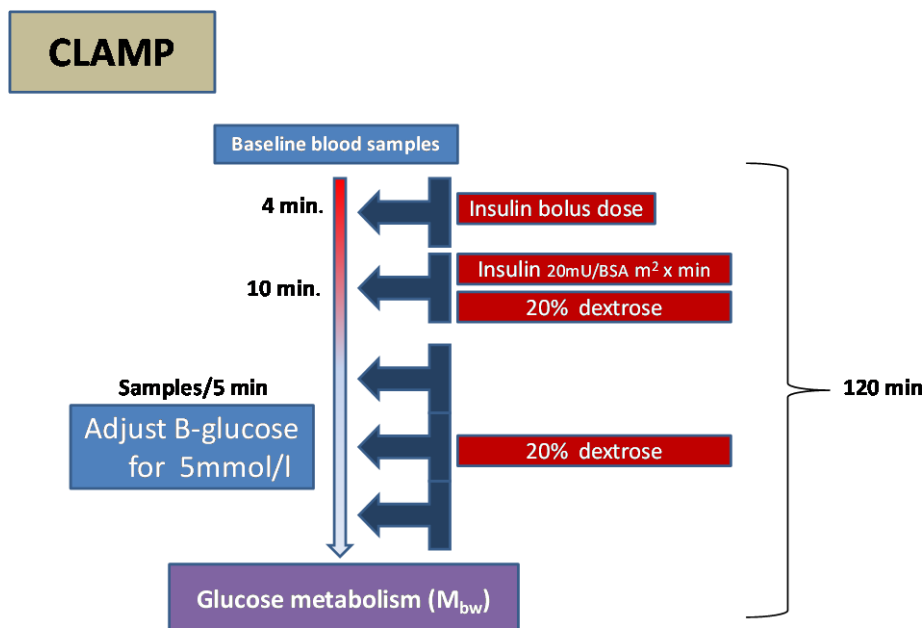 CLAMP
Baseline blood samples
4 min.
Insulin bolus dose
10 min.
Insulin 20mU/BSA m² x min
20% dextrose
Samples/5 min
Adjust B-glucose
for 5mmol/l
20% dextrose
120 min
Glucose metabolism (Mbw)